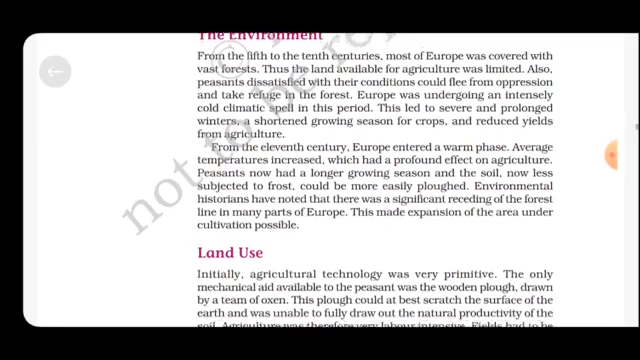 The Environment
From the fifth to the tenth centuries, most of Europe was covered with
vast forests. Thus the land available for agriculture was limited. Also,
peasants dissatisfied with their conditions could flee from oppression
and take refuge in the forest. Europe was undergoing an intensely
cold climatic spell in this period. This led to severe and prolonged
winters, a shortened growing season for crops, and reduced yields
from agriculture.
From the eleventh century, Europe entered a warm phase. Average
temperatures increased, which had a profound effect on agriculture.
Peasants now had a longer growing season and the soil, now less
subjected to frost, could be more easily ploughed. Environmental
historians have noted that there was a significant receding of the forest
line in many parts of Europe. This made expansion of the area under
cultivation possible.
Land Use
Initially, agricultural technology was very primitive. The only
mechanical aid available to the peasant was the wooden plough, drawn
by a team of oxen. This plough could at best scratch the surface of the
earth and was unable to fully draw out the natural productivity of the
soil. Agriculture was therefore very labour intensive. Fields had to be
©
not to be re